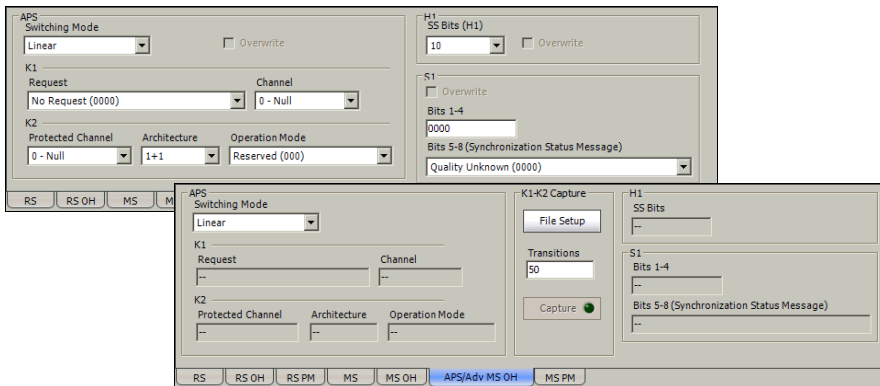 APS
Switching Mode
Linear
Overwrite
K1
Request
Channel
No Request (0000)
0 - Null
K2
Protected Channel
Architecture
Operation Mode
0 - Null
1+1
Reserved (000)
H1
SS Bits (H1)
10
Overwrite
S1
Overwrite
Bits 1-4
0000
Bits 5-8 (Synchronization Status Message)
Quality Unknown (0000)
RS
RS OH
MS
APS
Switching Mode
Linear
K1
Request
Channel
--
--
K2
Protected Channel
Architecture
Operation Mode
--
--
--
K1-K2 Capture
File Setup
Transitions
50
Capture
H1
SS Bits
--
S1
Bits 1-4
--
Bits 5-8 (Synchronization Status Message)
--
RS
RS OH
RS PM
MS
MS OH
APS/Adv MS OH
MS PM